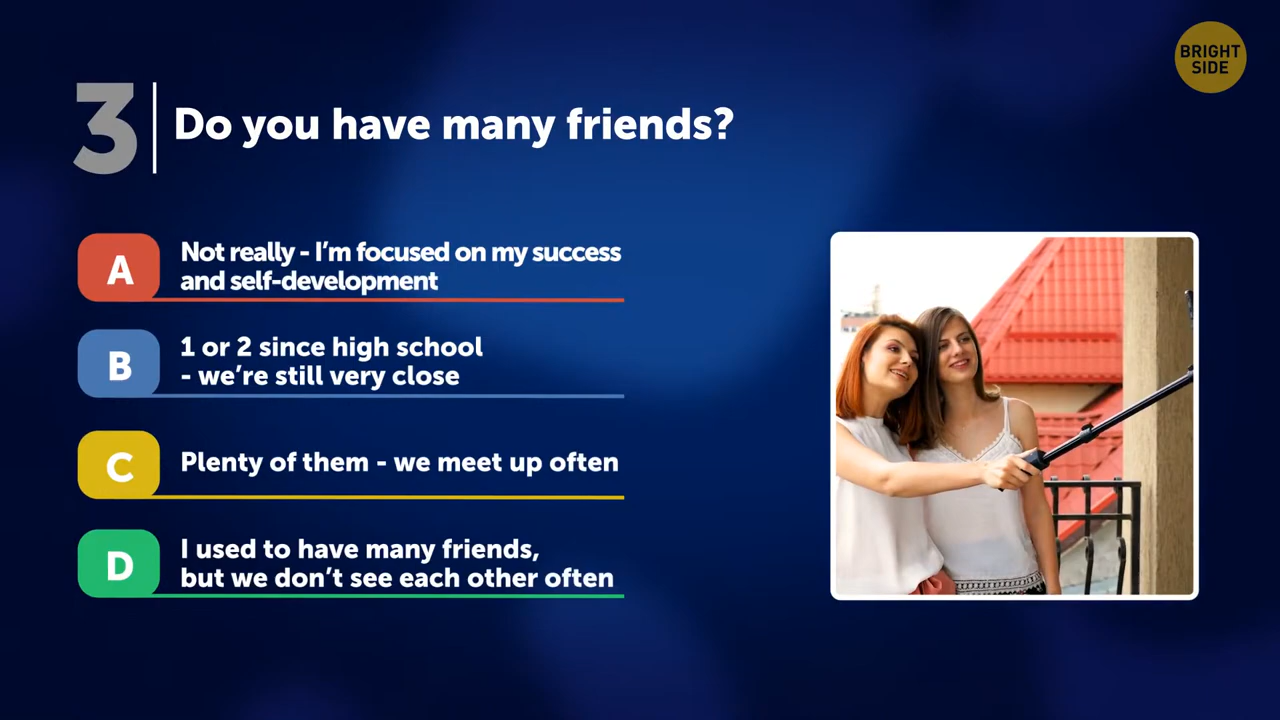 BRIGHT
SIDE
3
Do you have many friends?
A
Not really - I'm focused on my success
and self-development
B
1 or 2 since high school
- we're still very close
C
Plenty of them - we meet up often
D
I used to have many friends,
but we don't see each other often